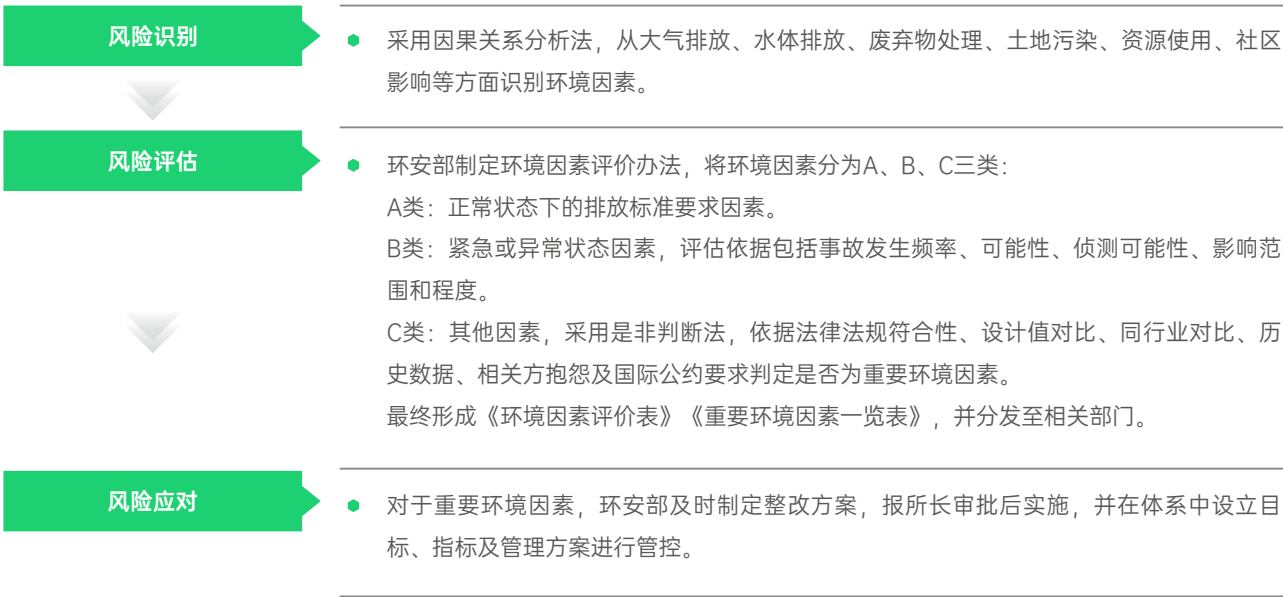 风险识别
采用因果关系分析法，从大气排放、水体排放、废弃物处理、土地污染、资源使用、社区
影响等方面识别环境因素。
风险评估
环安部制定环境因素评价办法，将环境因素分为A、B、C三类：
A类：正常状态下的排放标准要求因素。
B类：紧急或异常状态因素，评估依据包括事故发生频率、可能性、侦测可能性、影响范
围和程度。
C类：其他因素，采用是非判断法，依据法律法规符合性、设计值对比、同行业对比、历
史数据、相关方抱怨及国际公约要求判定是否为重要环境因素。
最终形成《环境因素评价表》《重要环境因素一览表》，并分发至相关部门。
风险应对
对于重要环境因素，环安部及时制定整改方案，报所长审批后实施，并在体系中设立目
标、指标及管理方案进行管控。